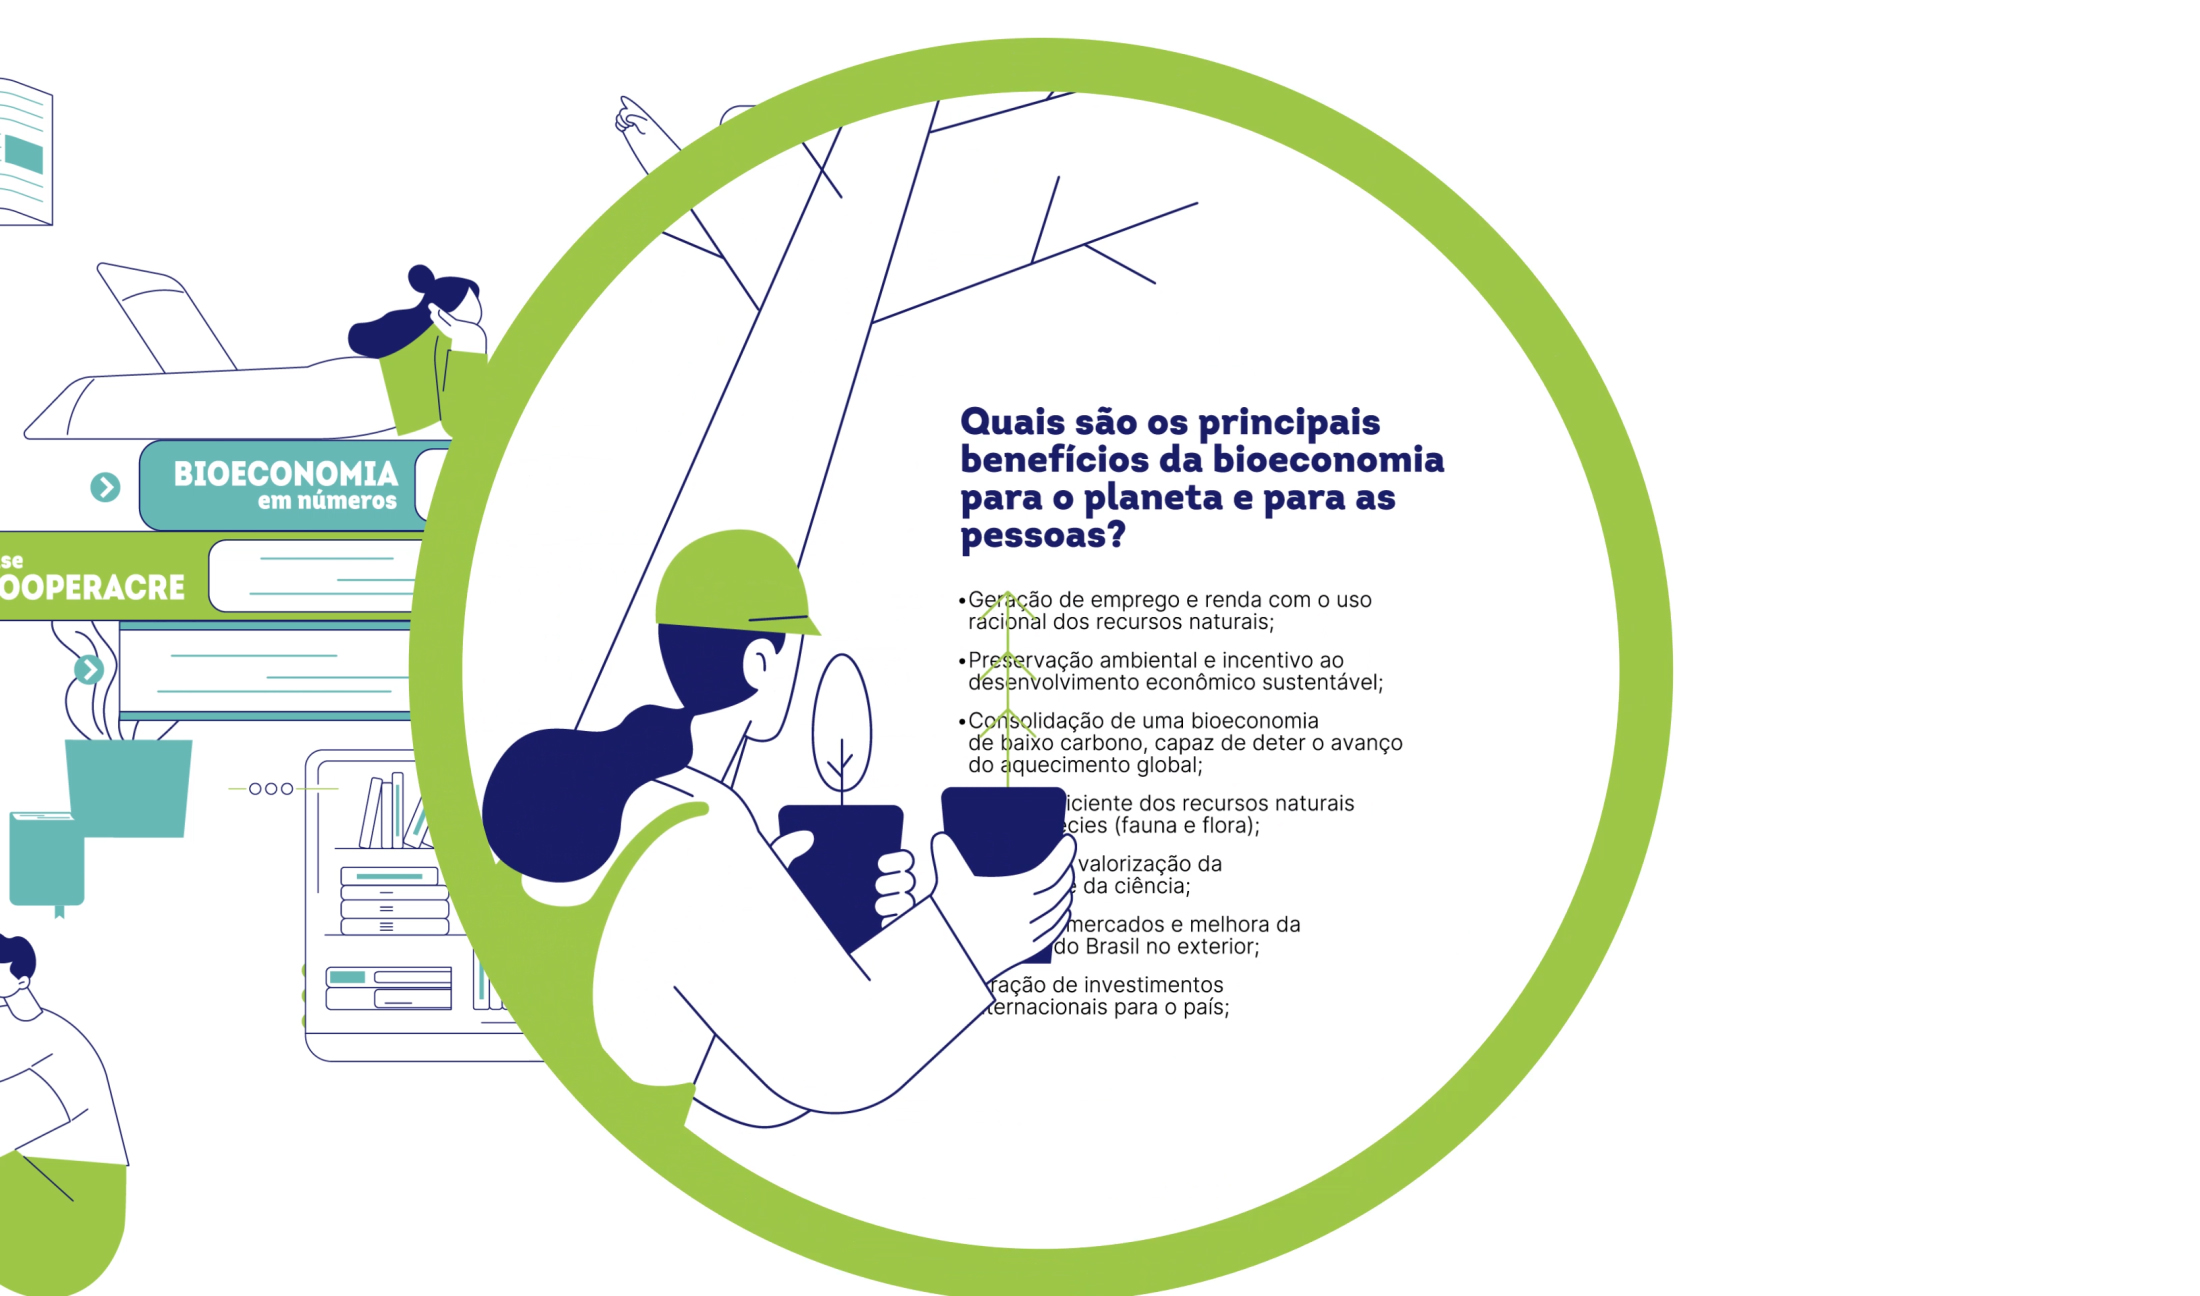 BIOECONOMIA
em números
se
OOPERACRE
Quais são os principais
benefícios da bioeconomia
para o planeta e para as
pessoas?
•Geração de emprego e renda com o uso
racional dos recursos naturais;
•Preservação ambiental e incentivo ao
desenvolvimento econômico sustentável;
•Consolidação de uma bioeconomia
de baixo carbono, capaz de deter o avanço
do aquecimento global;
iciente dos recursos naturais
cies (fauna e flora);
valorização da
e da ciência;
mercados e melhora da
do Brasil no exterior;
ração de investimentos
ternacionais para o país;